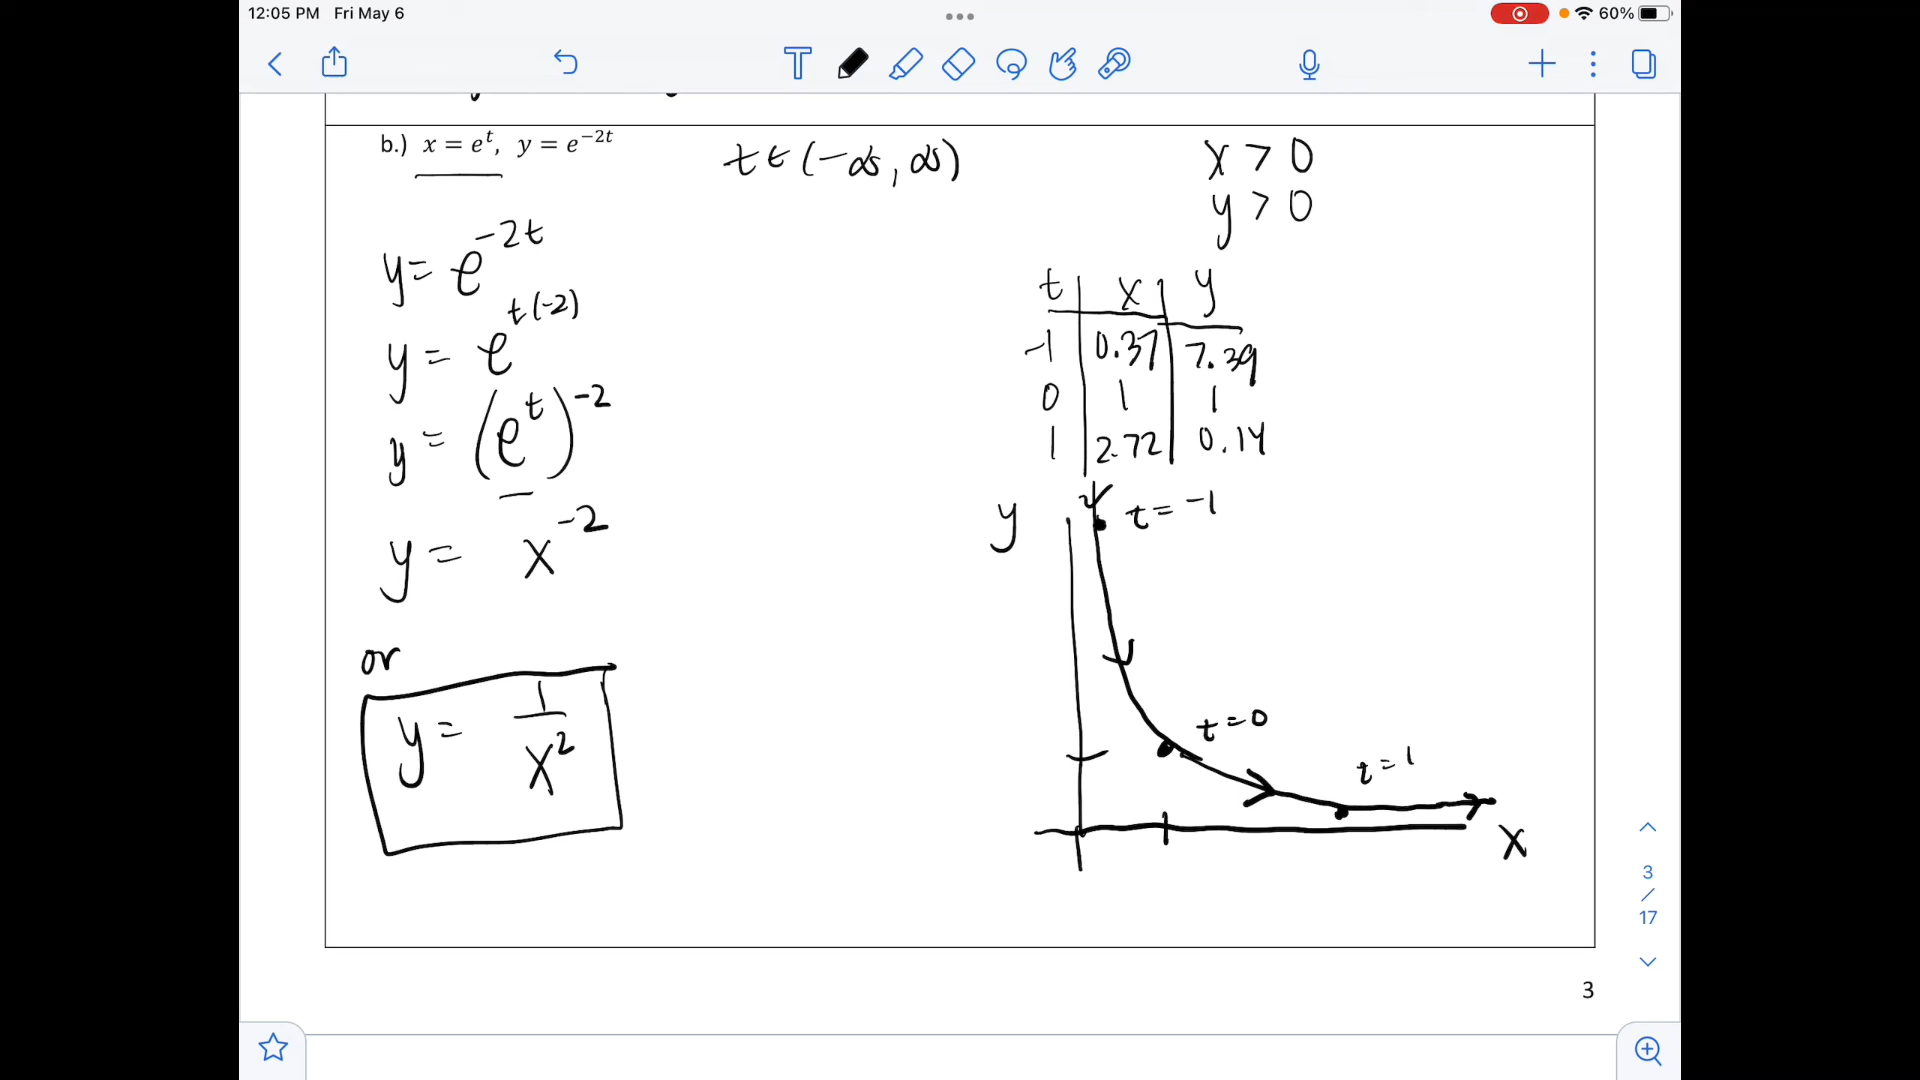 12:05 PM Fri May 6
60%
b.) x = e^t, y = e^{-2t}
t ∈ (-∞, ∞)
x > 0
y > 0
y = e^{-2t}
y = e^{t(-2)}
y = (e^t)^{-2}
y = x^{-2}
or
y = 1/x^2
t | x | y
-1 | 0.37 | 7.39
0 | 1 | 1
1 | 2.72 | 0.14
y
t = -1
t = 0
t = 1
x
3
/
17
3